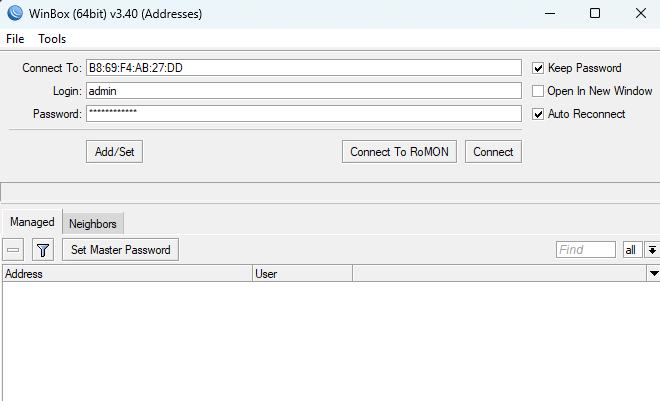 WinBox (64bit) v3.40 (Addresses)
File Tools
Connect To: B8:69:F4:AB:27:DD Keep Password
Login: admin Open In New Window
Password: ************ Auto Reconnect
Add/Set Connect To RoMON Connect
Managed Neighbors
Set Master Password Find all
Address User